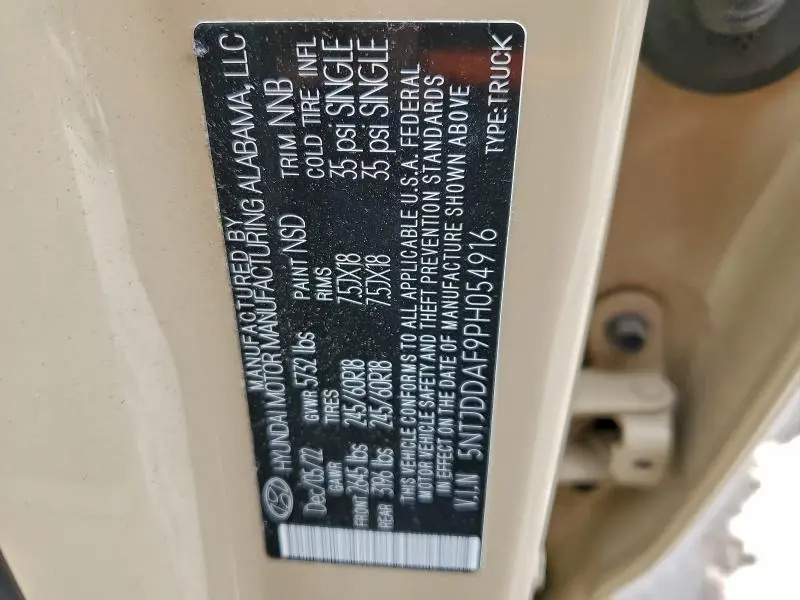 MANUFACTURED BY
HYUNDAI MOTOR MANUFACTURING ALABAMA, LLC
Dec/05/22 GVWR 5732 lbs PAINT NSD TRIM NNB
GAWR TIRES RIMS COLD TIRE INFL
FRONT 2645 lbs 245/60R18 7.5JX18 35 psi SINGLE
REAR 3196 lbs 245/60R18 7.5JX18 35 psi SINGLE
THIS VEHICLE CONFORMS TO ALL APPLICABLE U.S.A. FEDERAL
MOTOR VEHICLE SAFETY AND THEFT PREVENTION STANDARDS
IN EFFECT ON THE DATE OF MANUFACTURE SHOWN ABOVE
V.I.N 5NTJDDAF9PH054916 TYPE:TRUCK